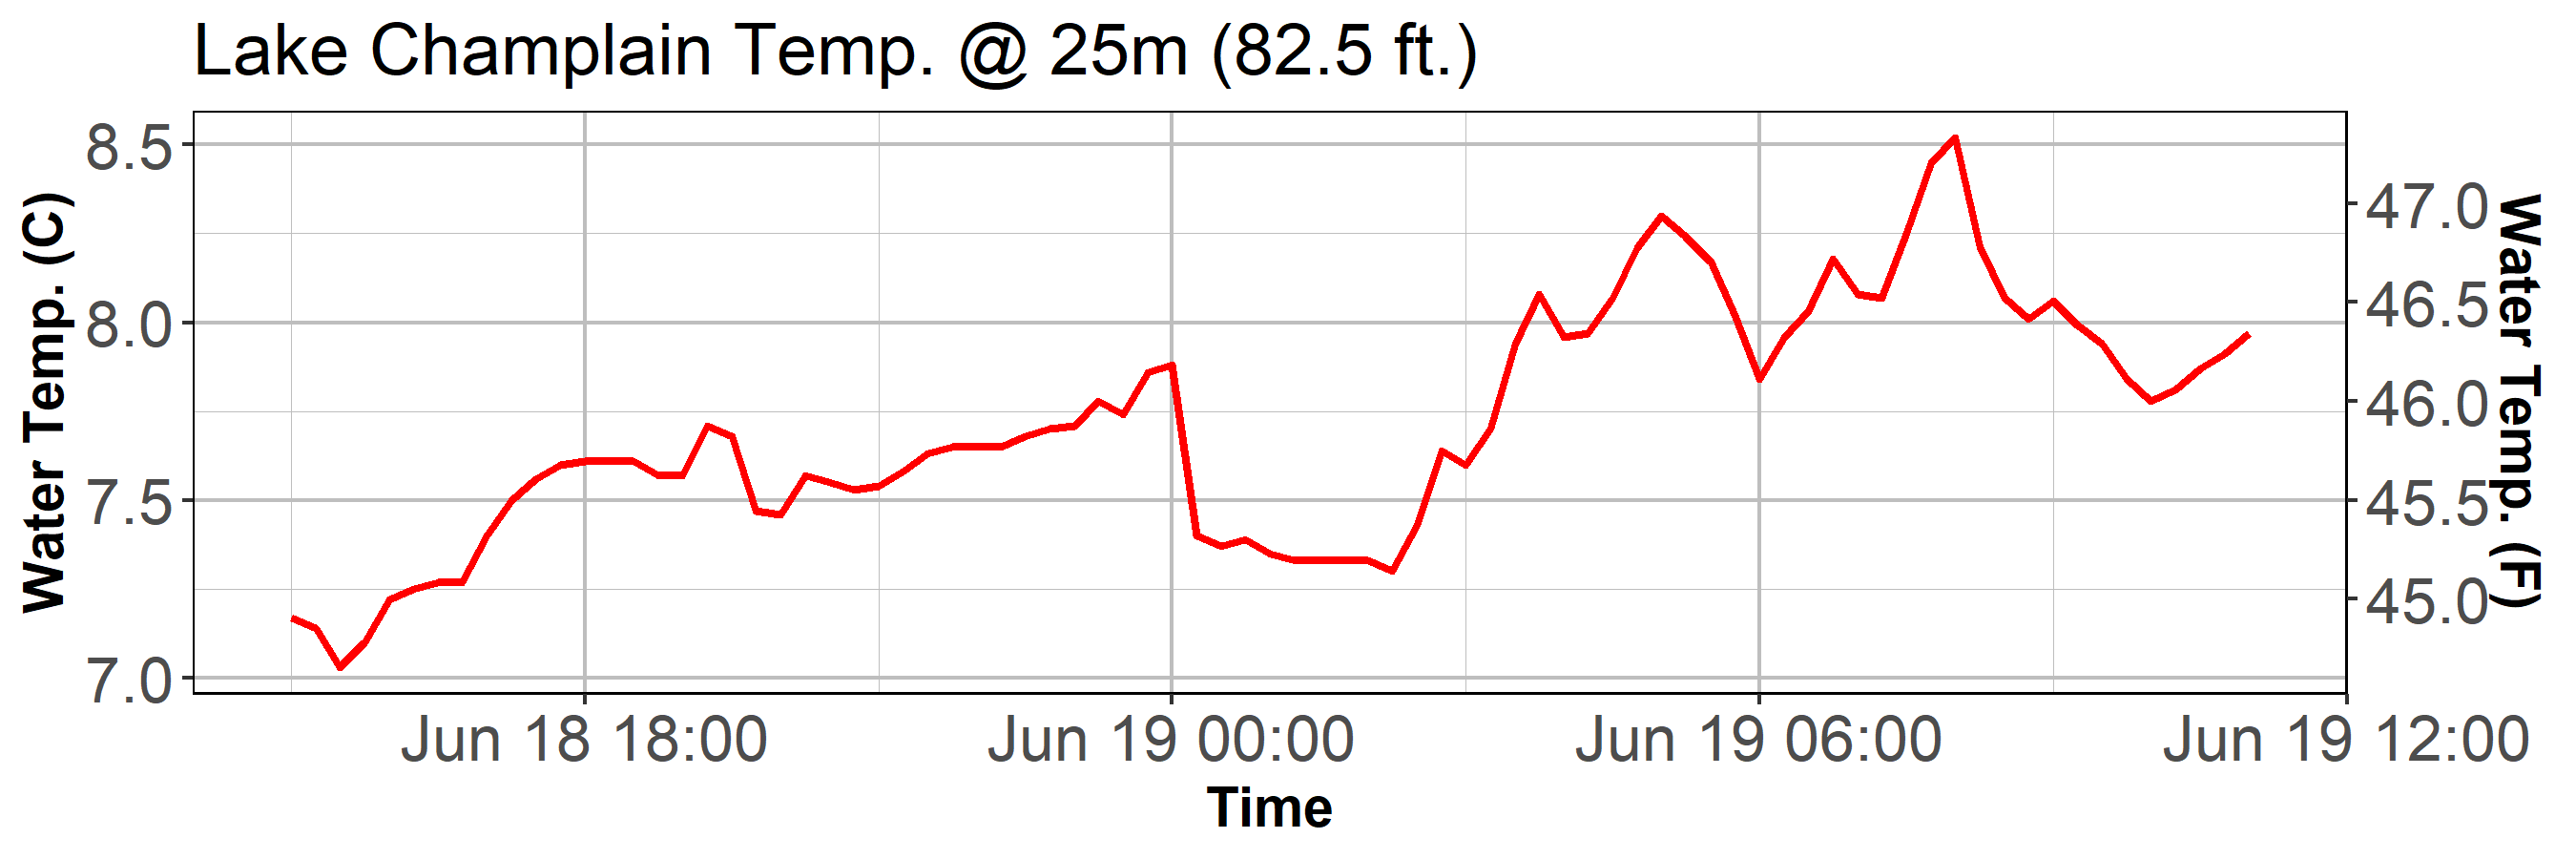 Lake Champlain Temp. @ 25m (82.5 ft.)
Water Temp. (C)
8.5
8.0
7.5
7.0
47.0
46.5
46.0
45.5
45.0
Water Temp. (F)
Jun 18 18:00
Jun 19 00:00
Jun 19 06:00
Jun 19 12:00
Time